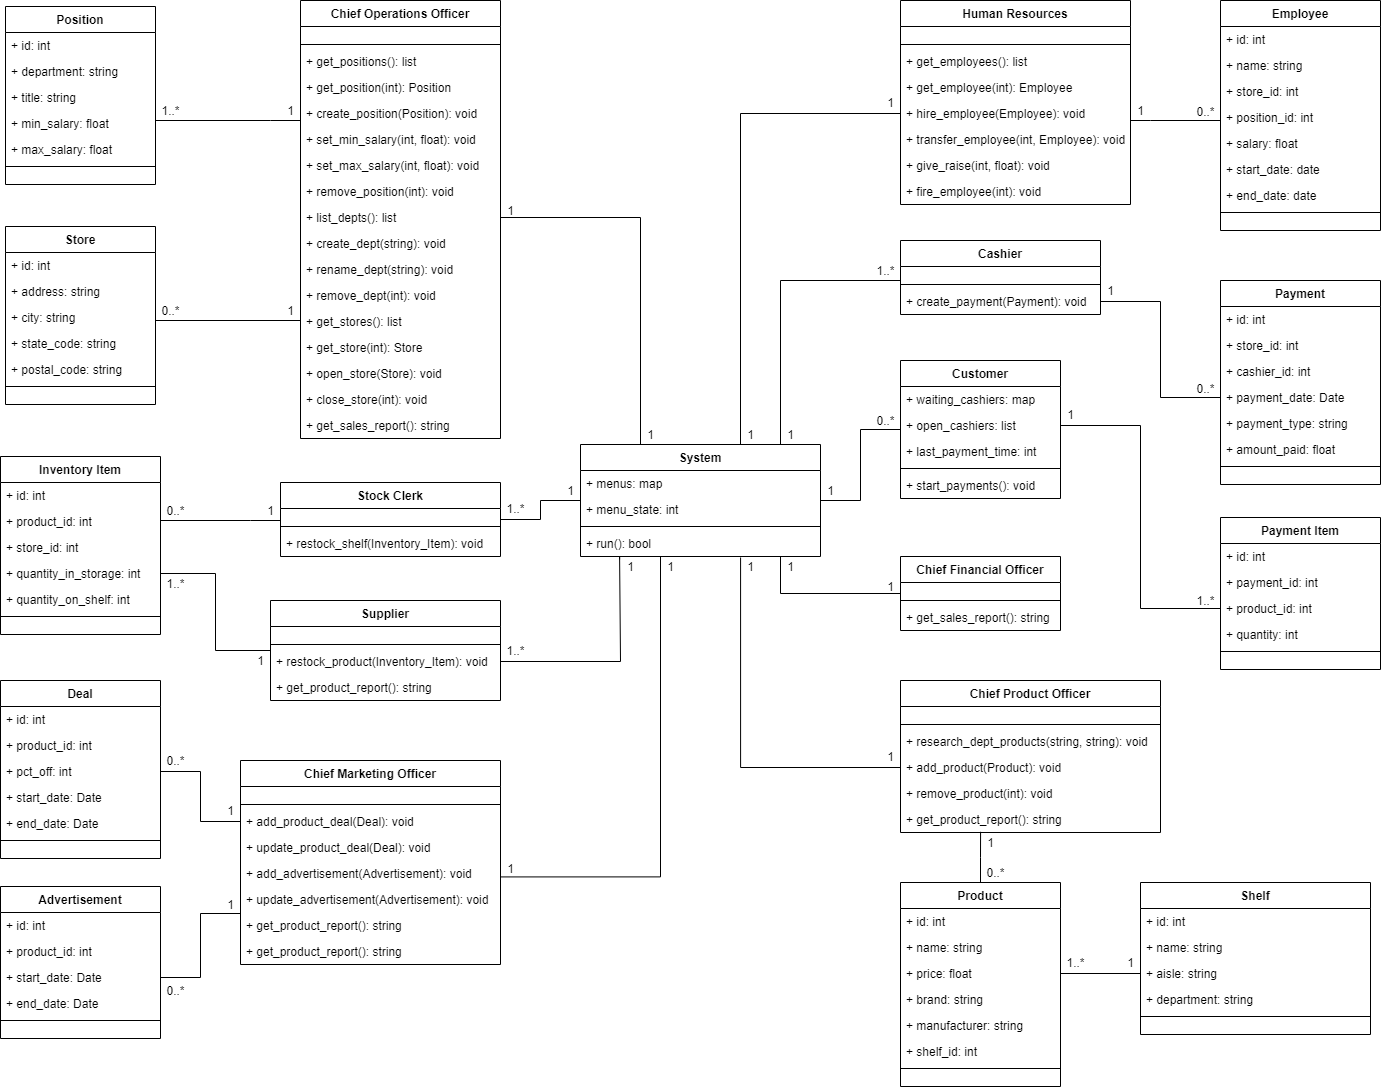 Position
+ id: int
+ department: string
+ title: string
+ min_salary: float
+ max_salary: float
1..*
1
Chief Operations Officer
+ get_positions(): list
+ get_position(int): Position
+ create_position(Position): void
+ set_min_salary(int, float): void
+ set_max_salary(int, float): void
+ remove_position(int): void
+ list_depts(): list
+ create_dept(string): void
+ rename_dept(string): void
+ remove_dept(int): void
+ get_stores(): list
+ get_store(int): Store
+ open_store(Store): void
+ close_store(int): void
+ get_sales_report(): string
1
1
Store
+ id: int
+ address: string
+ city: string
+ state_code: string
+ postal_code: string
0..*
1
Human Resources
+ get_employees(): list
+ get_employee(int): Employee
+ hire_employee(Employee): void
+ transfer_employee(int, Employee): void
+ give_raise(int, float): void
+ fire_employee(int): void
1
1
1
0..*
Employee
+ id: int
+ name: string
+ store_id: int
+ position_id: int
+ salary: float
+ start_date: date
+ end_date: date
Cashier
+ create_payment(Payment): void
1..*
1
1
0..*
Payment
+ id: int
+ store_id: int
+ cashier_id: int
+ payment_date: Date
+ payment_type: string
+ amount_paid: float
Customer
+ waiting_cashiers: map
+ open_cashiers: list
+ last_payment_time: int
+ start_payments(): void
0..*
1
1
1..*
Payment Item
+ id: int
+ payment_id: int
+ product_id: int
+ quantity: int
System
+ menus: map
+ menu_state: int
+ run(): bool
Inventory Item
+ id: int
+ product_id: int
+ store_id: int
+ quantity_in_storage: int
+ quantity_on_shelf: int
0..*
1
Stock Clerk
+ restock_shelf(Inventory_Item): void
1..*
1
1..*
1
Supplier
+ restock_product(Inventory_Item): void
+ get_product_report(): string
1..*
1
Chief Financial Officer
+ get_sales_report(): string
1
1
Deal
+ id: int
+ product_id: int
+ pct_off: int
+ start_date: Date
+ end_date: Date
0..*
1
Chief Marketing Officer
+ add_product_deal(Deal): void
+ update_product_deal(Deal): void
+ add_advertisement(Advertisement): void
+ update_advertisement(Advertisement): void
+ get_product_report(): string
+ get_product_report(): string
1
1
Advertisement
+ id: int
+ product_id: int
+ start_date: Date
+ end_date: Date
0..*
1
Chief Product Officer
+ research_dept_products(string, string): void
+ add_product(Product): void
+ remove_product(int): void
+ get_product_report(): string
1
1
1
0..*
Product
+ id: int
+ name: string
+ price: float
+ brand: string
+ manufacturer: string
+ shelf_id: int
1..*
1
Shelf
+ id: int
+ name: string
+ aisle: string
+ department: string